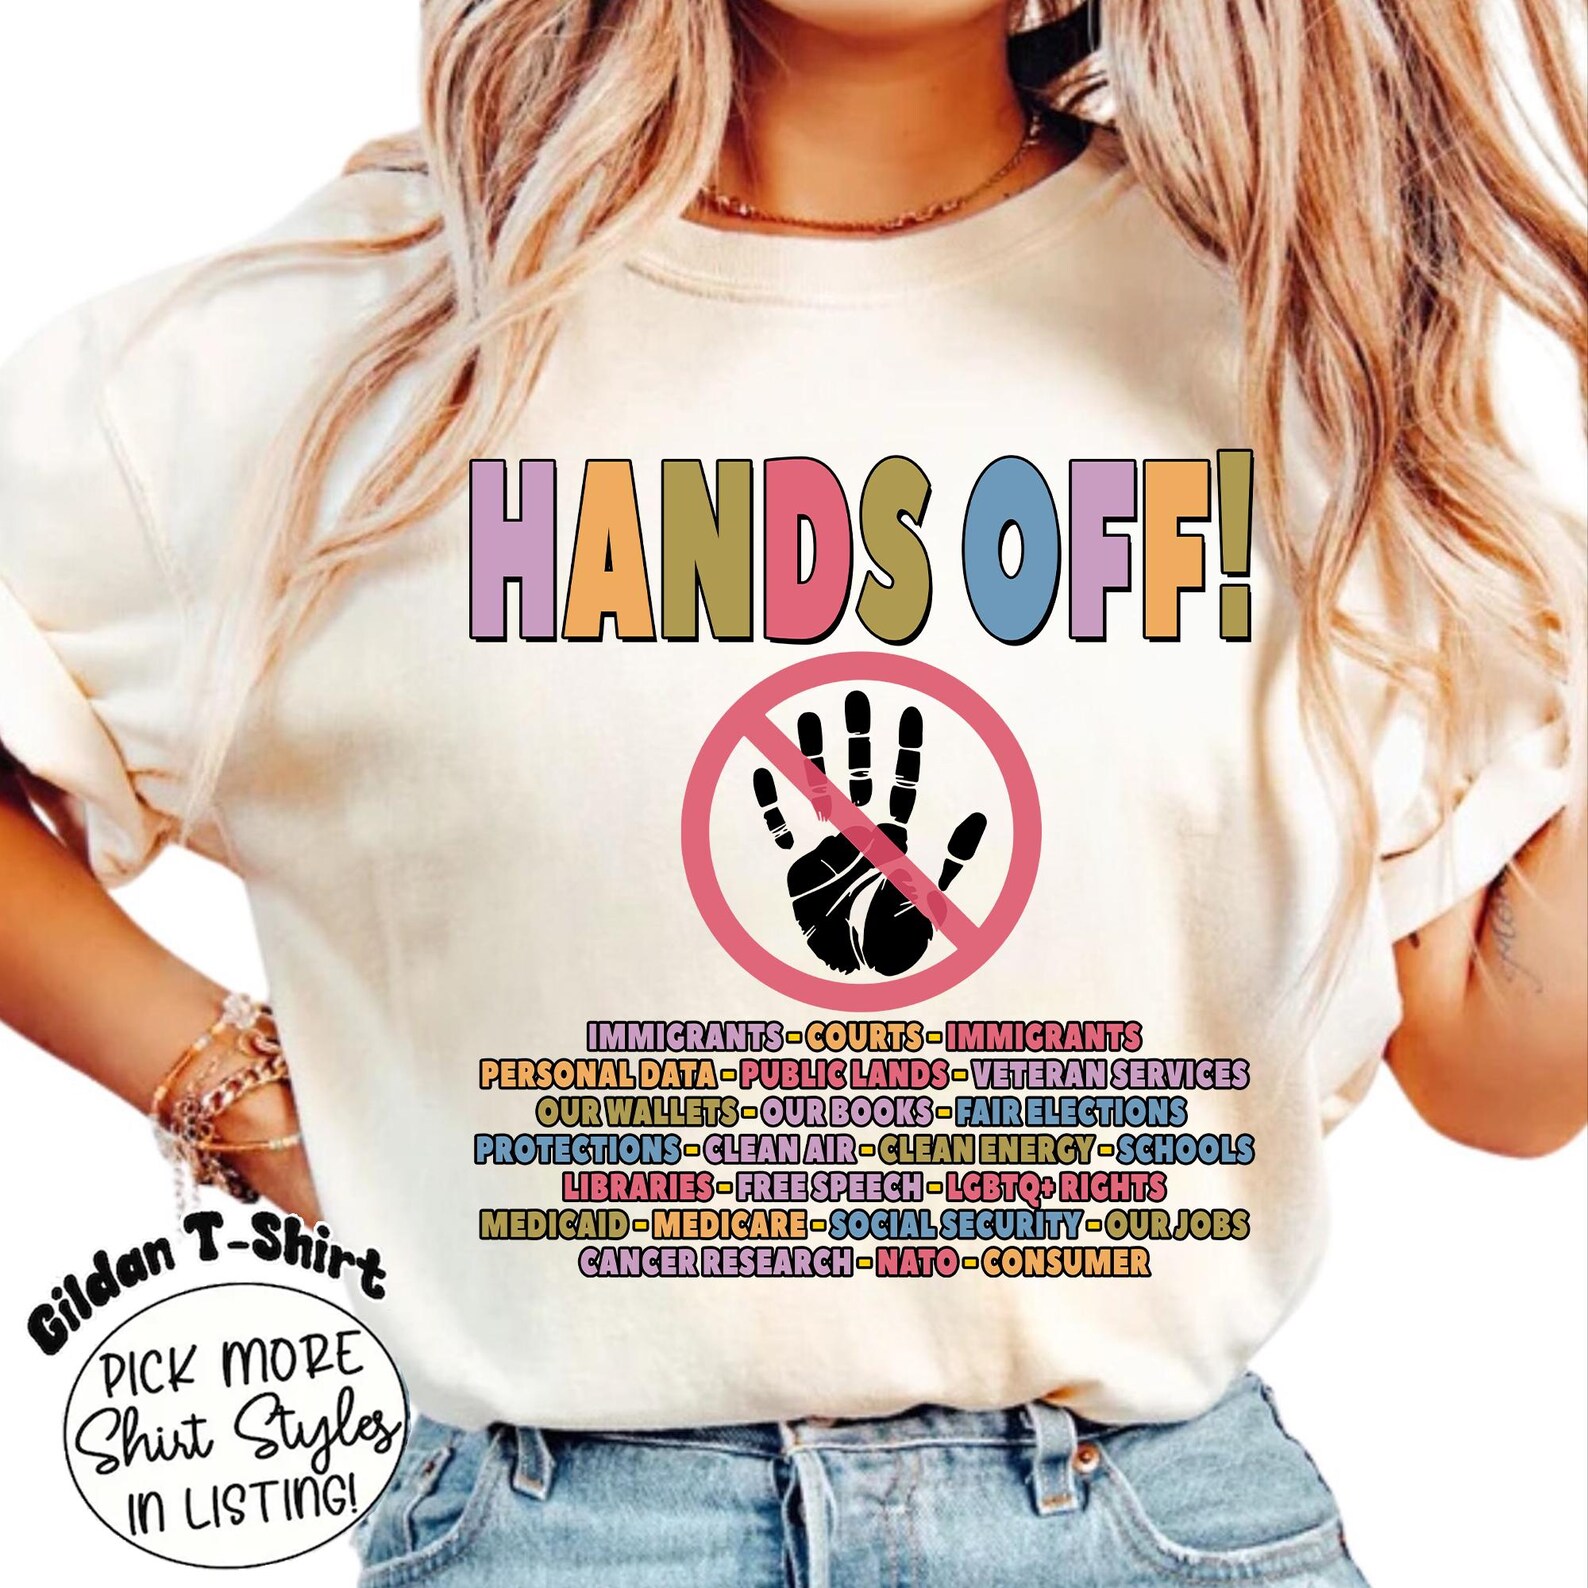 HANDS OFF!
IMMIGRANTS - COURTS - IMMIGRANTS
PERSONAL DATA - PUBLIC LANDS - VETERAN SERVICES
OUR WALLETS - OUR BOOKS - FAIR ELECTIONS
PROTECTIONS - CLEAN AIR - CLEAN ENERGY - SCHOOLS
LIBRARIES - FREE SPEECH - LGBTQ+ RIGHTS
MEDICAID - MEDICARE - SOCIAL SECURITY - OUR JOBS
CANCER RESEARCH - NATO - CONSUMER
Gildan T-Shirt
PICK MORE
Shirt Styles
IN LISTING!